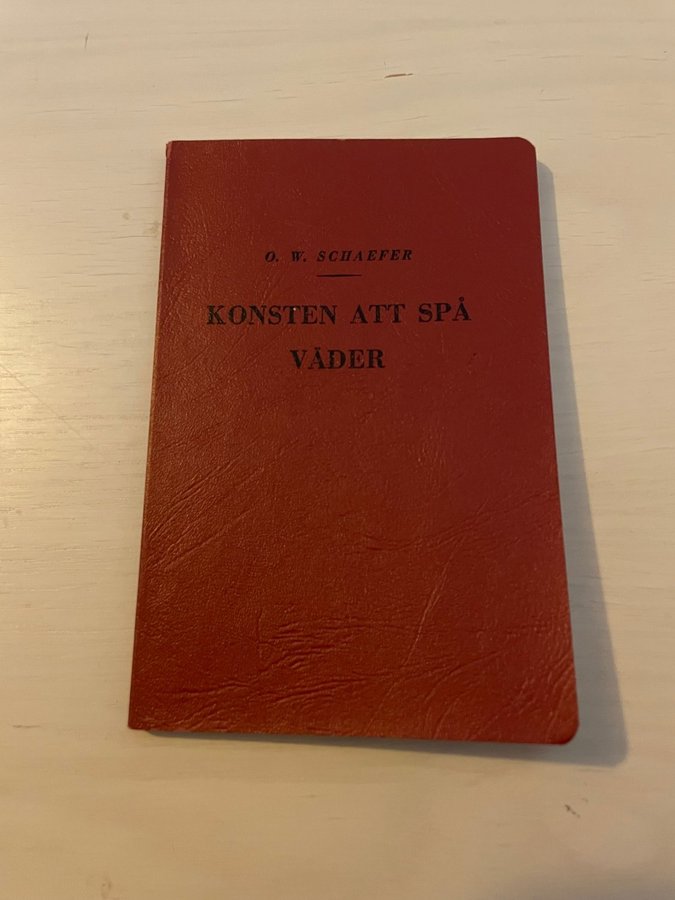 O. W. SCHAEFER
KONSTEN ATT SPÅ
VÄDER